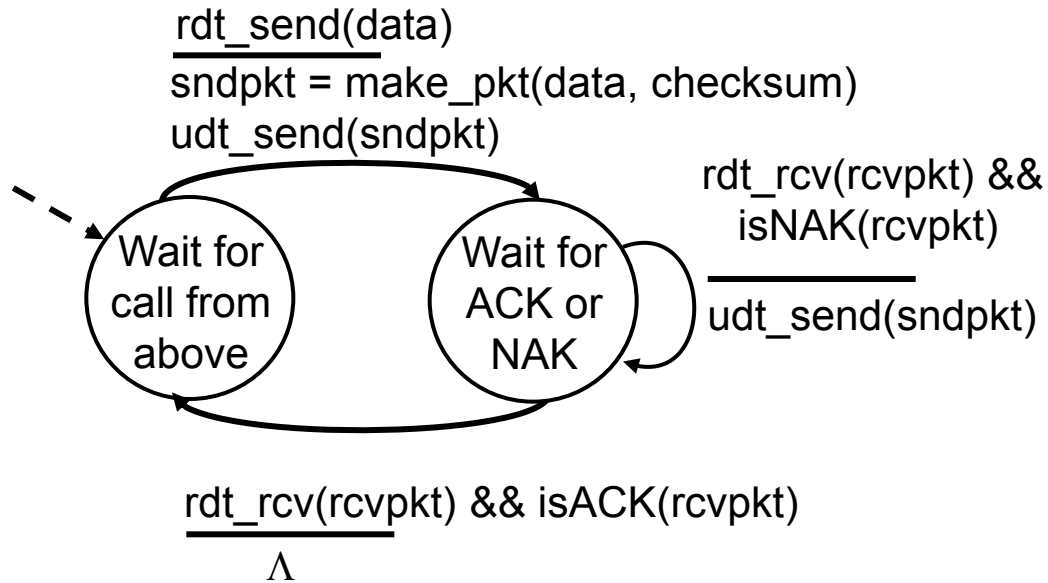 rdt_send(data)
sndpkt = make_pkt(data, checksum)
udt_send(sndpkt)
rdt_rcv(rcvpkt) &&
isNAK(rcvpkt)
udt_send(sndpkt)
Wait for
call from
above
Wait for
ACK or
NAK
rdt_rcv(rcvpkt) && isACK(rcvpkt)
Λ